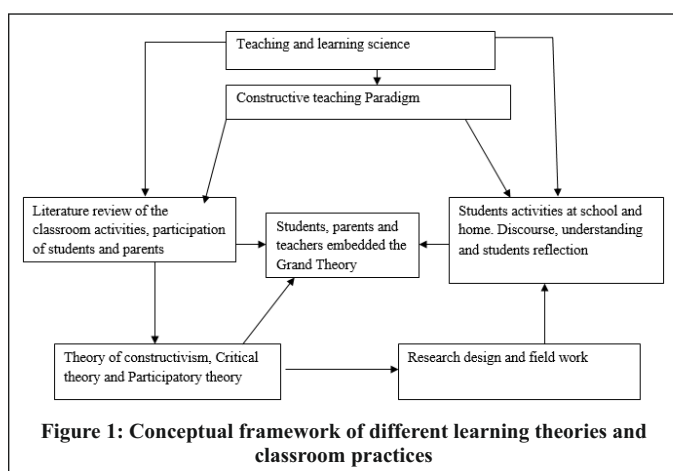 Teaching and learning science
Constructive teaching Paradigm
Literature review of the
classroom activities, participation
of students and parents
Students, parents and
teachers embedded the
Grand Theory
Students activities at school and
home. Discourse, understanding
and students reflection
Theory of constructivism, Critical
theory and Participatory theory
Research design and field work
Figure 1: Conceptual framework of different learning theories and
classroom practices